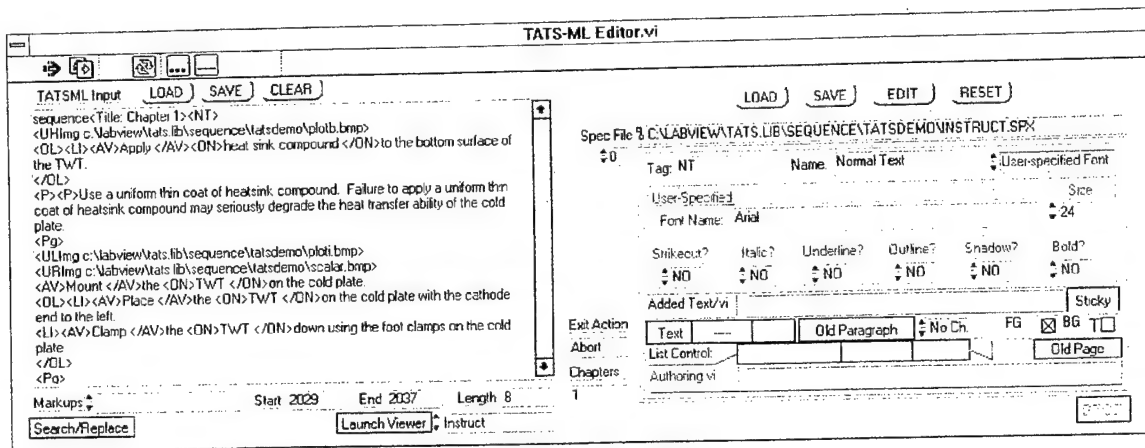 TATS-ML Editor.vi
TATSML Input LOAD SAVE CLEAR
sequence<Title: Chapter 1><NT>
<URImg c:\labview\tats.lib\sequence\tatsdemo\plotb.bmp>
<OL><LI><AV>Apply </AV><ON>heat sink compound </ON>to the bottom surface of
the TWT.
</OL>
<P><P>Use a uniform thin coat of heatsink compound. Failure to apply a uniform thin
coat of heatsink compound may seriously degrade the heat transfer ability of the cold
plate.
<Pg>
<ULImg c:\labview\tats.lib\sequence\tatsdemo\ploti.bmp>
<URImg c:\labview\tats.lib\sequence\tatsdemo\scalar.bmp>
<AV>Mount </AV>the <ON>TWT </ON>on the cold plate.
<OL><LI><AV>Place </AV>the <ON>TWT </ON>on the cold plate with the cathode
end to the left.
<LI><AV>Clamp </AV>the <ON>TWT </ON>down using the foot clamps on the cold
plate
</OL>
<Pg>
Markups Start 2029 End 2037 Length 8
Search/Replace Launch Viewer Instruct
LOAD SAVE EDIT RESET
Spec File C:\LABVIEW\TATS.LIB\SEQUENCE\TATSDEMO\INSTRUCT.SPX
0
Tag: NT Name: Normal Text User-specified Font
User-Specified Size
Font Name: Arial 24
Strikeout? Italic? Underline? Outline? Shadow? Bold?
NO NO NO NO NO NO
Added Text/vi Sticky
Exit Action Text ---- Old Paragraph No Ch. FG BG T
Abort List Control: Old Page
Chapters Authoring vi
1